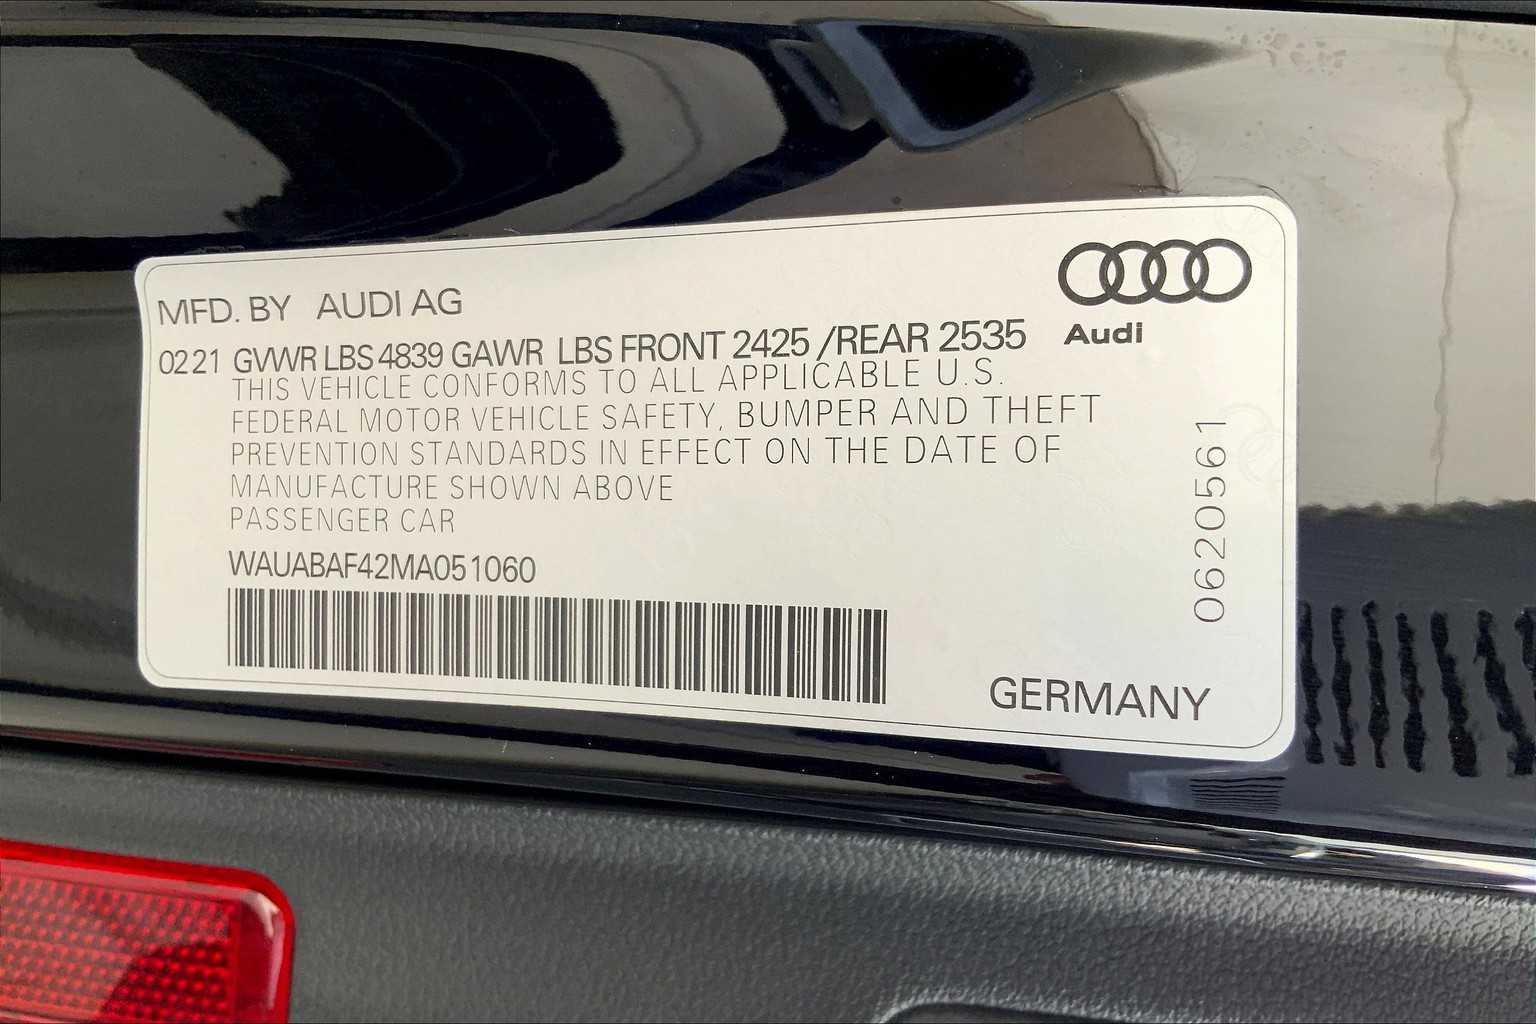 MFD. BY AUDI AG
Audi
02 21 GVWR LBS 4839 GAWR LBS FRONT 2425 /REAR 2535
THIS VEHICLE CONFORMS TO ALL APPLICABLE U.S.
FEDERAL MOTOR VEHICLE SAFETY, BUMPER AND THEFT
PREVENTION STANDARDS IN EFFECT ON THE DATE OF
MANUFACTURE SHOWN ABOVE
PASSENGER CAR
WAUABAF42MA051060
0620561
GERMANY